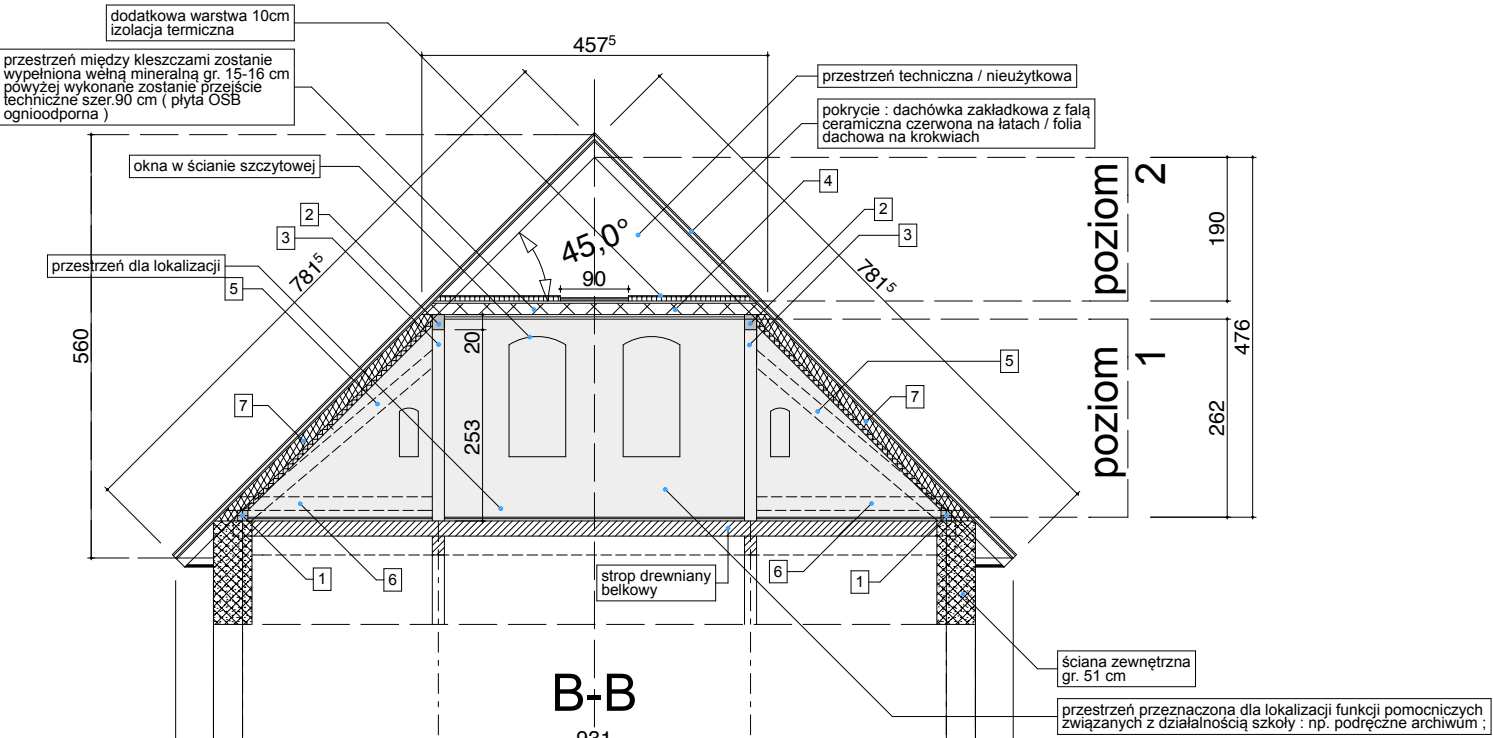 dodatkowa warstwa 10cm
izolacja termiczna
457⁵
przestrzeń między kleszczami zostanie
wypełniona wełną mineralną gr. 15-16 cm
powyżej wykonane zostanie przejście
techniczne szer.90 cm ( płyta OSB
ognioodporna )
przestrzeń techniczna / nieużytkowa
pokrycie : dachówka zakładkowa z falą
ceramiczna czerwona na łatach / folia
dachowa na krokwiach
okna w ścianie szczytowej
4
2
2
3
3
45,0°
90
poziom 2
190
przestrzeń dla lokalizacji
5
781⁵
781⁵
560
20
476
5
poziom 1
7
7
253
262
1
6
strop drewniany
belkowy
6
1
ściana zewnętrzna
gr. 51 cm
B-B
przestrzeń przeznaczona dla lokalizacji funkcji pomocniczych
związanych z działalnością szkoły : np. podręczne archiwum ;
931